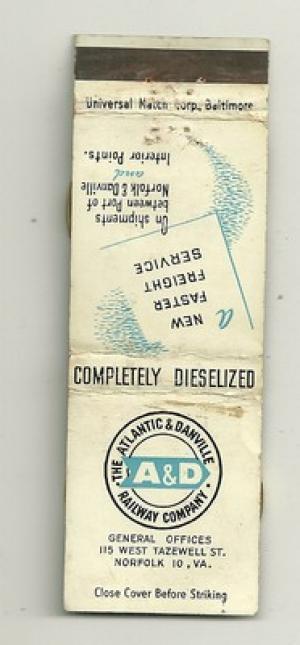 Universal Match Corp., Baltimore
a NEW
FASTER
FREIGHT
SERVICE
On shipments
between Port of
Norfolk & Danville
and
Interior Points.
COMPLETELY DIESELIZED
THE ATLANTIC & DANVILLE
RAILWAY COMPANY
A&D
GENERAL OFFICES
115 WEST TAZEWELL ST.
NORFOLK 10, VA.
Close Cover Before Striking